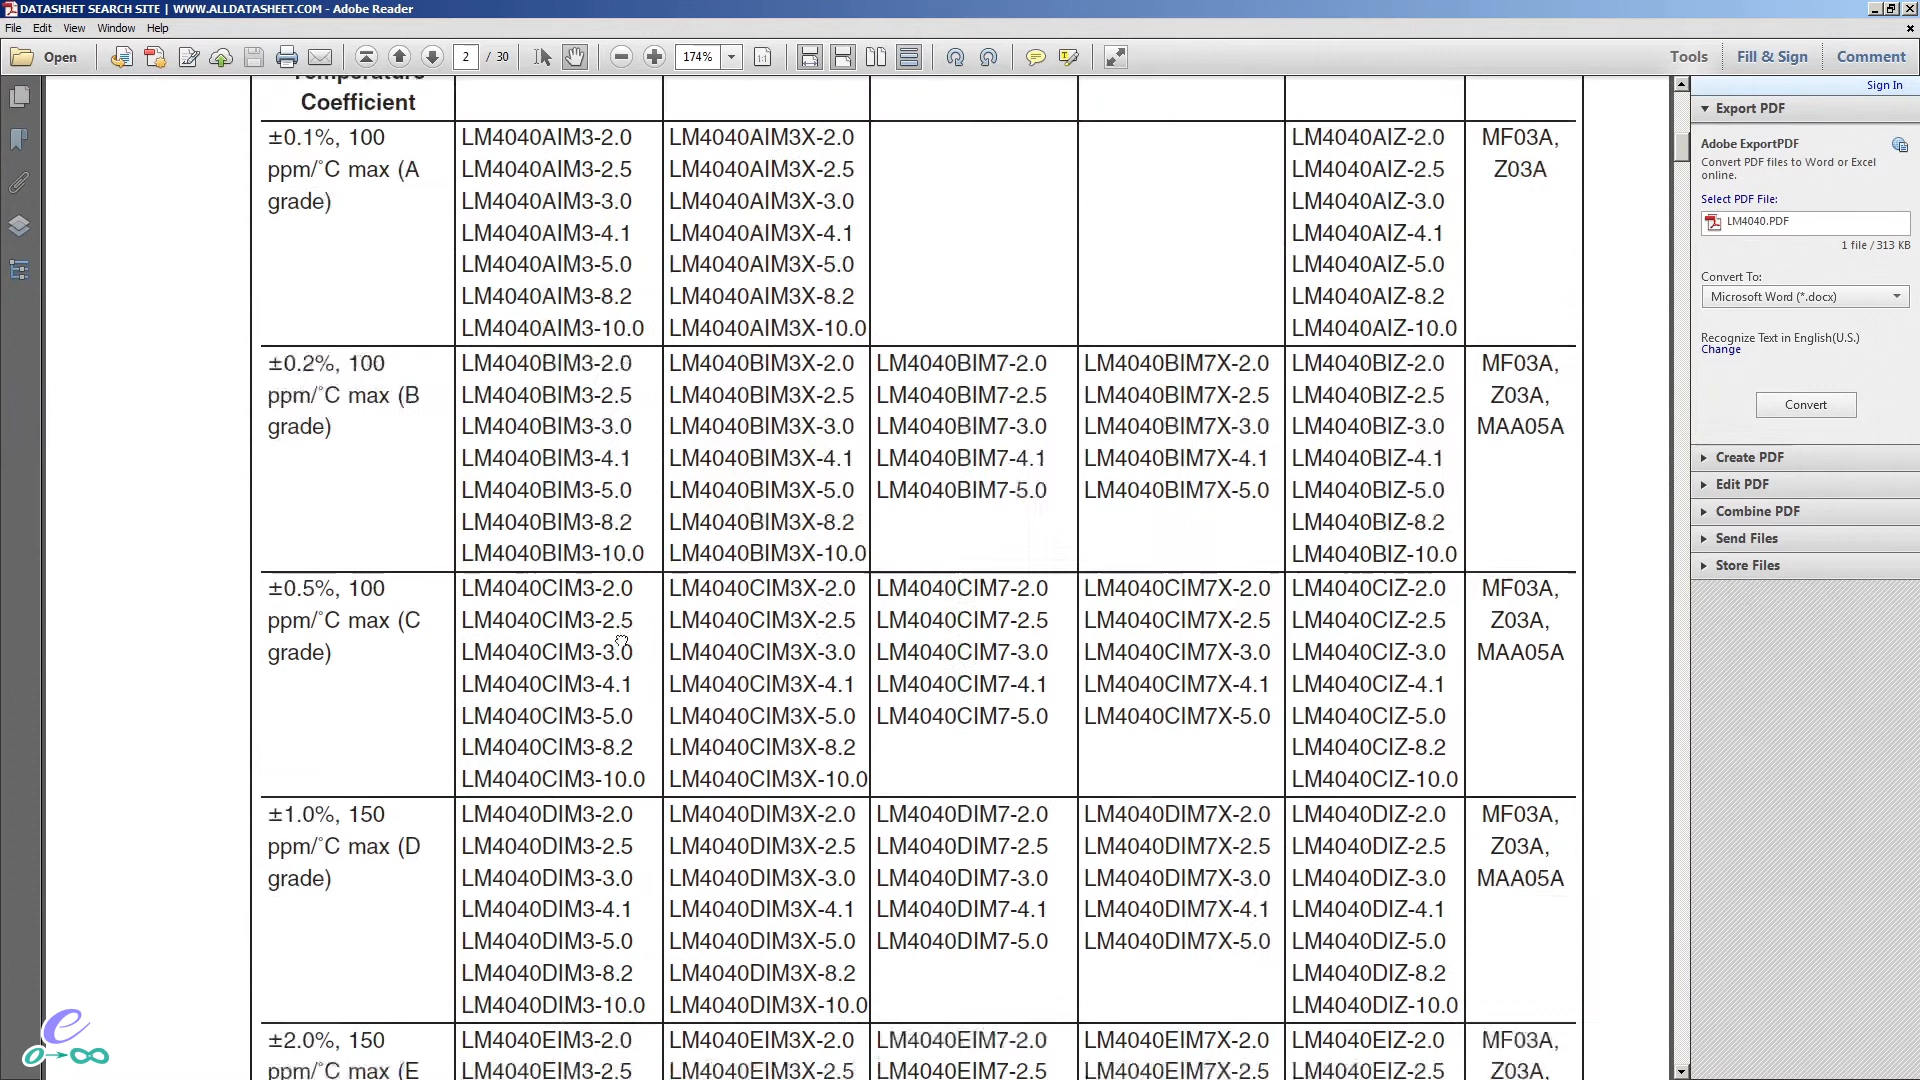 DATASHEET SEARCH SITE | WWW.ALLDATASHEET.COM - Adobe Reader
File Edit View Window Help
Open 2 / 30 174% Tools Fill & Sign Comment
Sign In
Export PDF
Adobe ExportPDF
Convert PDF files to Word or Excel
online.
Select PDF File:
LM4040.PDF
1 file / 313 KB
Convert To:
Microsoft Word (*.docx)
Recognize Text in English(U.S.)
Change
Convert
Create PDF
Edit PDF
Combine PDF
Send Files
Store Files
Temperature
Coefficient
±0.1%, 100 LM4040AIM3-2.0 LM4040AIM3X-2.0 LM4040AIZ-2.0 MF03A,
ppm/˚C max (A LM4040AIM3-2.5 LM4040AIM3X-2.5 LM4040AIZ-2.5 Z03A
grade) LM4040AIM3-3.0 LM4040AIM3X-3.0 LM4040AIZ-3.0
LM4040AIM3-4.1 LM4040AIM3X-4.1 LM4040AIZ-4.1
LM4040AIM3-5.0 LM4040AIM3X-5.0 LM4040AIZ-5.0
LM4040AIM3-8.2 LM4040AIM3X-8.2 LM4040AIZ-8.2
LM4040AIM3-10.0 LM4040AIM3X-10.0 LM4040AIZ-10.0
±0.2%, 100 LM4040BIM3-2.0 LM4040BIM3X-2.0 LM4040BIM7-2.0 LM4040BIM7X-2.0 LM4040BIZ-2.0 MF03A,
ppm/˚C max (B LM4040BIM3-2.5 LM4040BIM3X-2.5 LM4040BIM7-2.5 LM4040BIM7X-2.5 LM4040BIZ-2.5 Z03A,
grade) LM4040BIM3-3.0 LM4040BIM3X-3.0 LM4040BIM7-3.0 LM4040BIM7X-3.0 LM4040BIZ-3.0 MAA05A
LM4040BIM3-4.1 LM4040BIM3X-4.1 LM4040BIM7-4.1 LM4040BIM7X-4.1 LM4040BIZ-4.1
LM4040BIM3-5.0 LM4040BIM3X-5.0 LM4040BIM7-5.0 LM4040BIM7X-5.0 LM4040BIZ-5.0
LM4040BIM3-8.2 LM4040BIM3X-8.2 LM4040BIZ-8.2
LM4040BIM3-10.0 LM4040BIM3X-10.0 LM4040BIZ-10.0
±0.5%, 100 LM4040CIM3-2.0 LM4040CIM3X-2.0 LM4040CIM7-2.0 LM4040CIM7X-2.0 LM4040CIZ-2.0 MF03A,
ppm/˚C max (C LM4040CIM3-2.5 LM4040CIM3X-2.5 LM4040CIM7-2.5 LM4040CIM7X-2.5 LM4040CIZ-2.5 Z03A,
grade) LM4040CIM3-3.0 LM4040CIM3X-3.0 LM4040CIM7-3.0 LM4040CIM7X-3.0 LM4040CIZ-3.0 MAA05A
LM4040CIM3-4.1 LM4040CIM3X-4.1 LM4040CIM7-4.1 LM4040CIM7X-4.1 LM4040CIZ-4.1
LM4040CIM3-5.0 LM4040CIM3X-5.0 LM4040CIM7-5.0 LM4040CIM7X-5.0 LM4040CIZ-5.0
LM4040CIM3-8.2 LM4040CIM3X-8.2 LM4040CIZ-8.2
LM4040CIM3-10.0 LM4040CIM3X-10.0 LM4040CIZ-10.0
±1.0%, 150 LM4040DIM3-2.0 LM4040DIM3X-2.0 LM4040DIM7-2.0 LM4040DIM7X-2.0 LM4040DIZ-2.0 MF03A,
ppm/˚C max (D LM4040DIM3-2.5 LM4040DIM3X-2.5 LM4040DIM7-2.5 LM4040DIM7X-2.5 LM4040DIZ-2.5 Z03A,
grade) LM4040DIM3-3.0 LM4040DIM3X-3.0 LM4040DIM7-3.0 LM4040DIM7X-3.0 LM4040DIZ-3.0 MAA05A
LM4040DIM3-4.1 LM4040DIM3X-4.1 LM4040DIM7-4.1 LM4040DIM7X-4.1 LM4040DIZ-4.1
LM4040DIM3-5.0 LM4040DIM3X-5.0 LM4040DIM7-5.0 LM4040DIM7X-5.0 LM4040DIZ-5.0
LM4040DIM3-8.2 LM4040DIM3X-8.2 LM4040DIZ-8.2
LM4040DIM3-10.0 LM4040DIM3X-10.0 LM4040DIZ-10.0
±2.0%, 150 LM4040EIM3-2.0 LM4040EIM3X-2.0 LM4040EIM7-2.0 LM4040EIM7X-2.0 LM4040EIZ-2.0 MF03A,
ppm/˚C max (E LM4040EIM3-2.5 LM4040EIM3X-2.5 LM4040EIM7-2.5 LM4040EIM7X-2.5 LM4040EIZ-2.5 Z03A,
e
0→∞